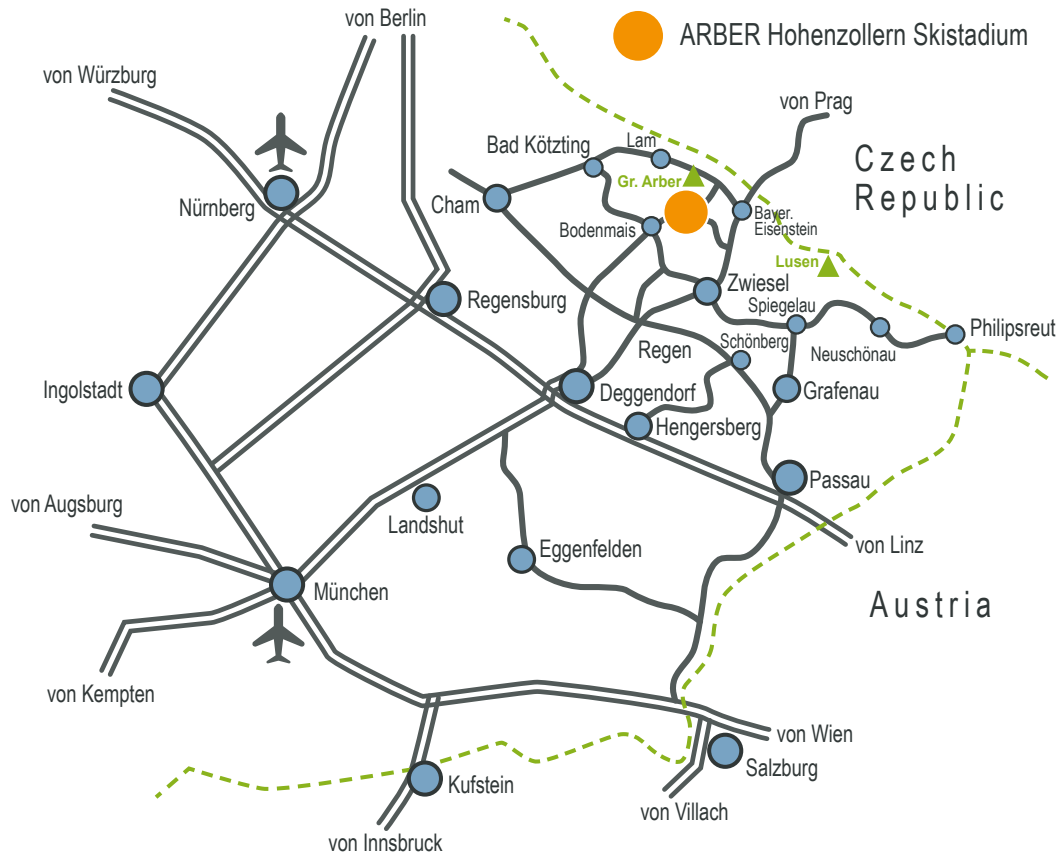 von Berlin
ARBER Hohenzollern Skistadium
von Würzburg
von Prag
Lam
Bad Kötzting
Czech
Republic
Gr. Arber
Nürnberg
Cham
Bayer.
Eisenstein
Bodenmais
Lusen
Zwiesel
Regensburg
Spiegelau
Philipsreut
Schönberg
Regen
Neuschönau
Ingolstadt
Deggendorf
Grafenau
Hengersberg
Passau
von Augsburg
Landshut
von Linz
Eggenfelden
München
Austria
von Kempten
von Wien
Salzburg
Kufstein
von Villach
von Innsbruck